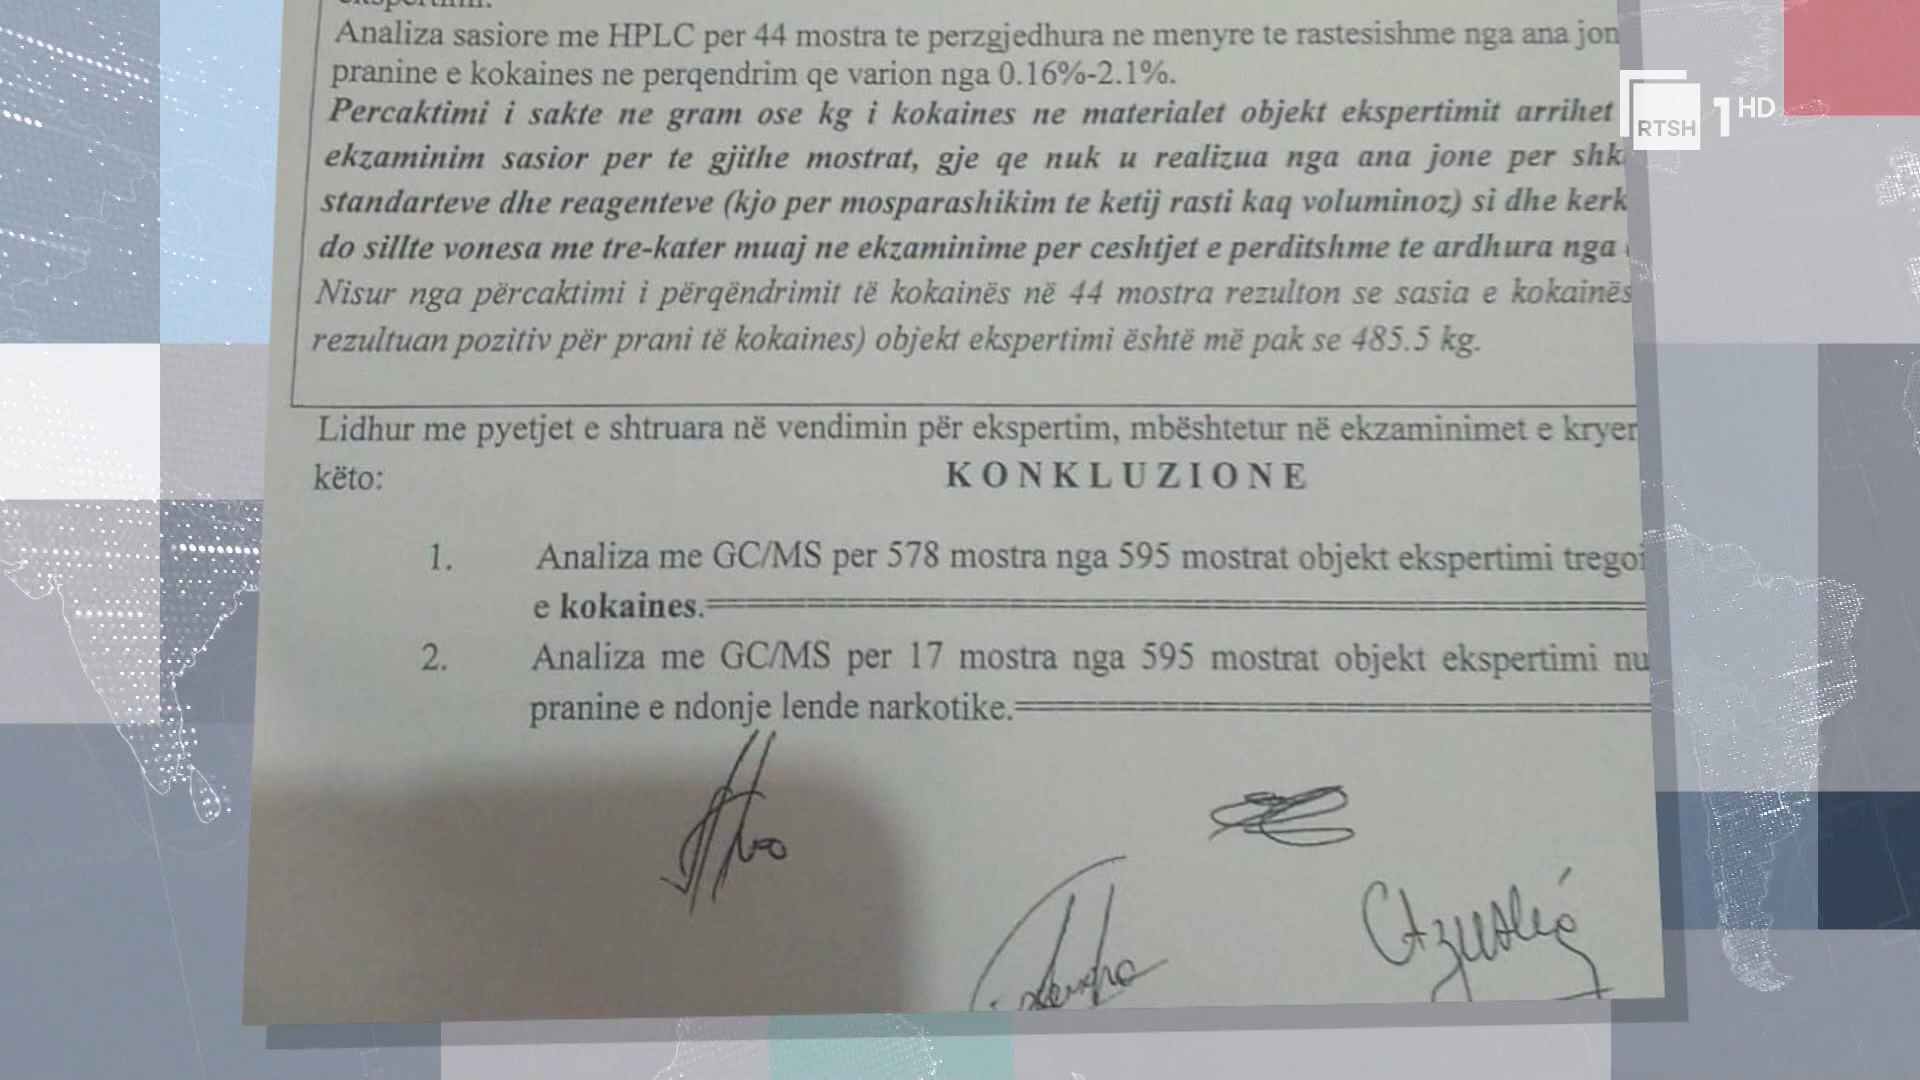 Analiza sasiore me HPLC per 44 mostra te perzgjedhura ne menyre te rastesishme nga ana jon
pranine e kokaines ne perqendrim qe varion nga 0.16%-2.1%.
Percaktimi i sakte ne gram ose kg i kokaines ne materialet objekt ekspertimit arrihet
ekzaminim sasior per te gjithe mostrat, gje qe nuk u realizua nga ana jone per shk
standarteve dhe reagenteve (kjo per mosparashikim te ketij rasti kaq voluminoz) si dhe kerk
do sillte vonesa me tre-kater muaj ne ekzaminime per ceshtjet e perditshme te ardhura nga
Nisur nga përcaktimi i përqëndrimit të kokainës në 44 mostra rezulton se sasia e kokainës
rezultuan pozitiv për prani të kokaines) objekt ekspertimi është më pak se 485.5 kg.
Lidhur me pyetjet e shtruara në vendimin për ekspertim, mbështetur në ekzaminimet e kryer
këto:
KONKLUZIONE
1. Analiza me GC/MS per 578 mostra nga 595 mostrat objekt ekspertimi tregoi
e kokaines.
2. Analiza me GC/MS per 17 mostra nga 595 mostrat objekt ekspertimi nu
pranine e ndonje lende narkotike.
RTSH 1 HD